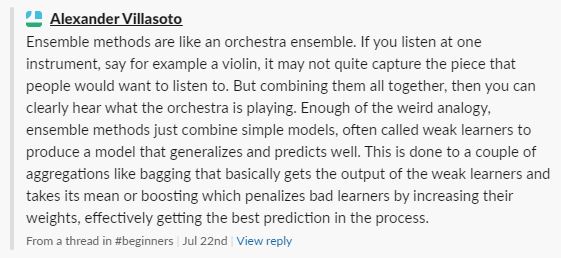 Alexander Villasoto
Ensemble methods are like an orchestra ensemble. If you listen at one
instrument, say for example a violin, it may not quite capture the piece that
people would want to listen to. But combining them all together, then you can
clearly hear what the orchestra is playing. Enough of the weird analogy,
ensemble methods just combine simple models, often called weak learners to
produce a model that generalizes and predicts well. This is done to a couple of
aggregations like bagging that basically gets the output of the weak learners and
takes its mean or boosting which penalizes bad learners by increasing their
weights, effectively getting the best prediction in the process.
From a thread in #beginners | Jul 22nd | View reply